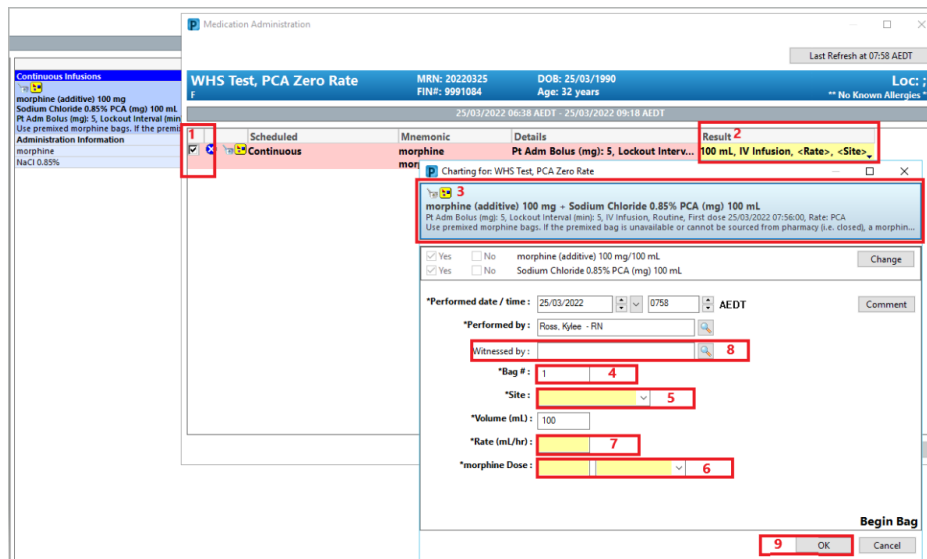 Medication Administration
Last Refresh at 07:58 AEDT
Continuous Infusions
morphine (additive) 100 mg
Sodium Chloride 0.85% PCA (mg) 100 mL
Pt Adm Bolus (mg): 5, Lockout Interval (min
Use premixed morphine bags. If the premi
Administration Information
morphine
NaCl 0.85%
WHS Test, PCA Zero Rate
F
MRN: 20220325
FIN#: 9991084
DOB: 25/03/1990
Age: 32 years
Loc: ;
** No Known Allergies *
25/03/2022 06:38 AEDT - 25/03/2022 09:18 AEDT
1 Scheduled Mnemonic Details Result 2
Continuous morphine Pt Adm Bolus (mg): 5, Lockout Interv... 100 mL, IV Infusion, <Rate>, <Site>
mor
Charting for: WHS Test, PCA Zero Rate
3
morphine (additive) 100 mg + Sodium Chloride 0.85% PCA (mg) 100 mL
Pt Adm Bolus (mg): 5, Lockout Interval (min): 5, IV Infusion, Routine, First dose 25/03/2022 07:56:00, Rate: PCA
Use premixed morphine bags. If the premixed bag is unavailable or cannot be sourced from pharmacy (i.e. closed), a morphin...
Yes No morphine (additive) 100 mg/100 mL
Yes No Sodium Chloride 0.85% PCA (mg) 100 mL
Change
*Performed date / time : 25/03/2022 0758 AEDT
Comment
*Performed by : Ross, Kylee - RN
Witnessed by : 8
*Bag # : 1 4
*Site : 5
*Volume (mL) : 100
*Rate (mL/hr) : 7
*morphine Dose : 6
Begin Bag
9 OK Cancel